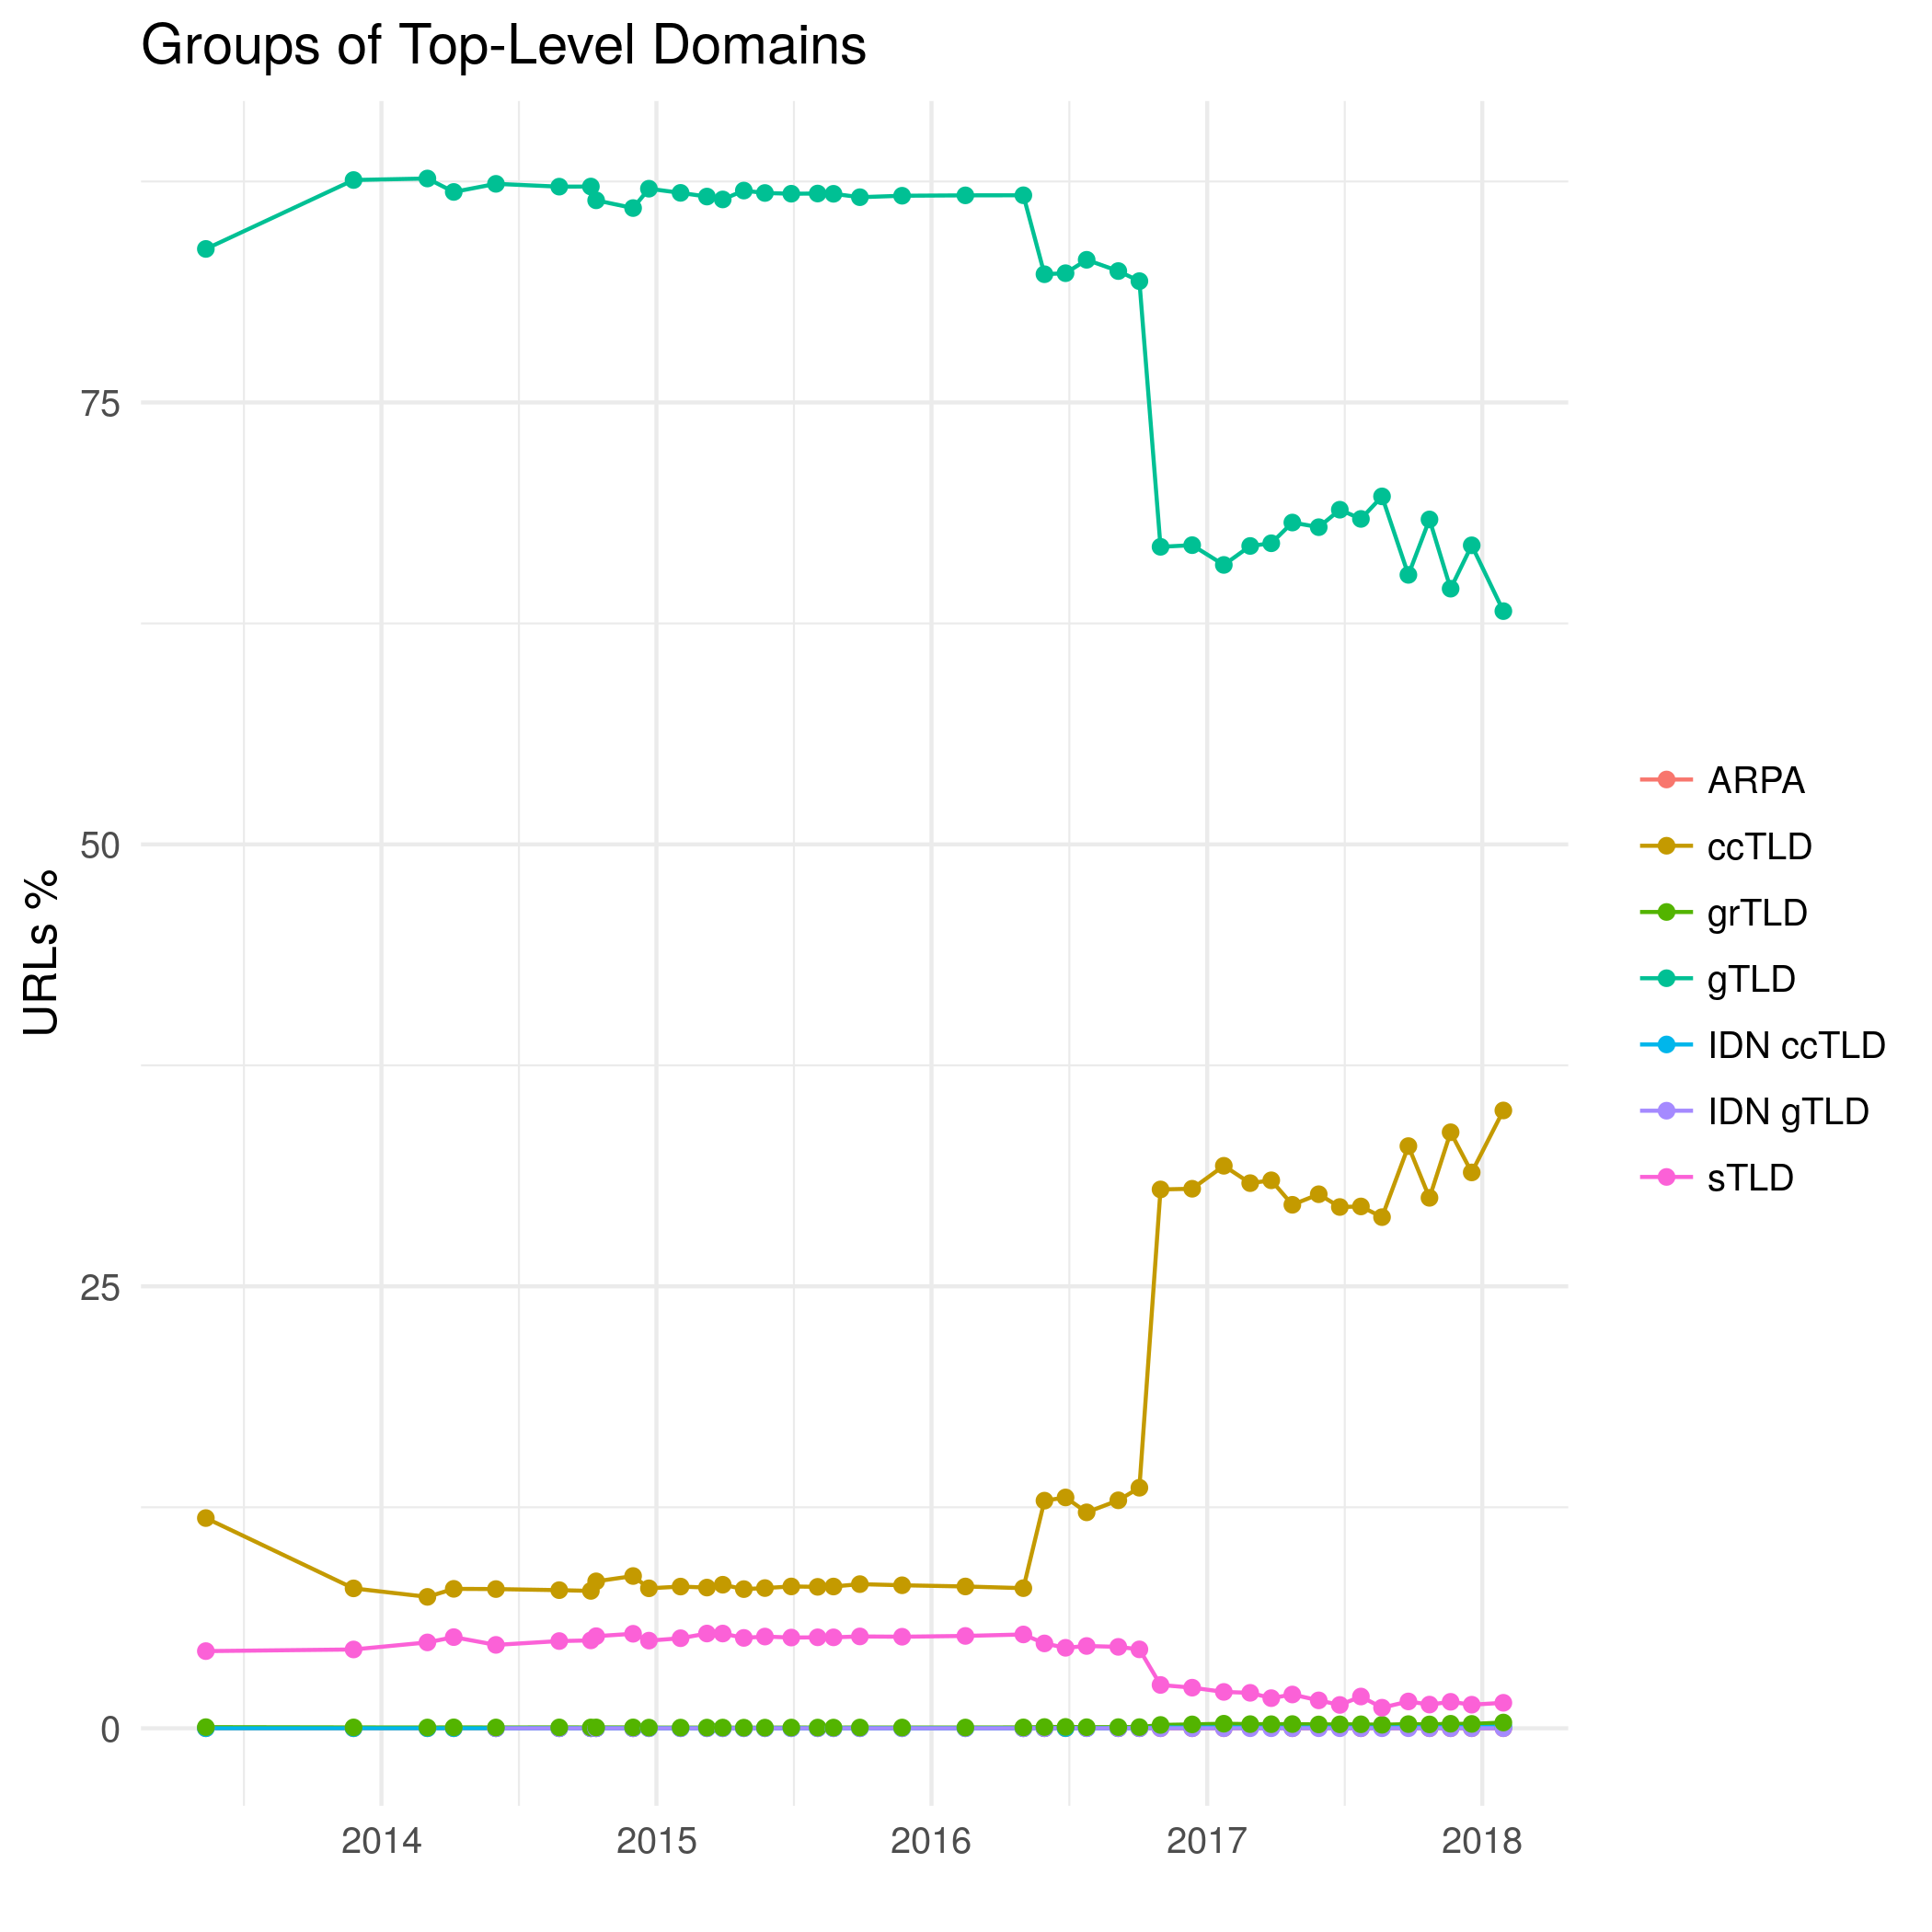 Groups of Top-Level Domains
URLs %
75
50
25
0
2014
2015
2016
2017
2018
ARPA
ccTLD
grTLD
gTLD
IDN ccTLD
IDN gTLD
sTLD